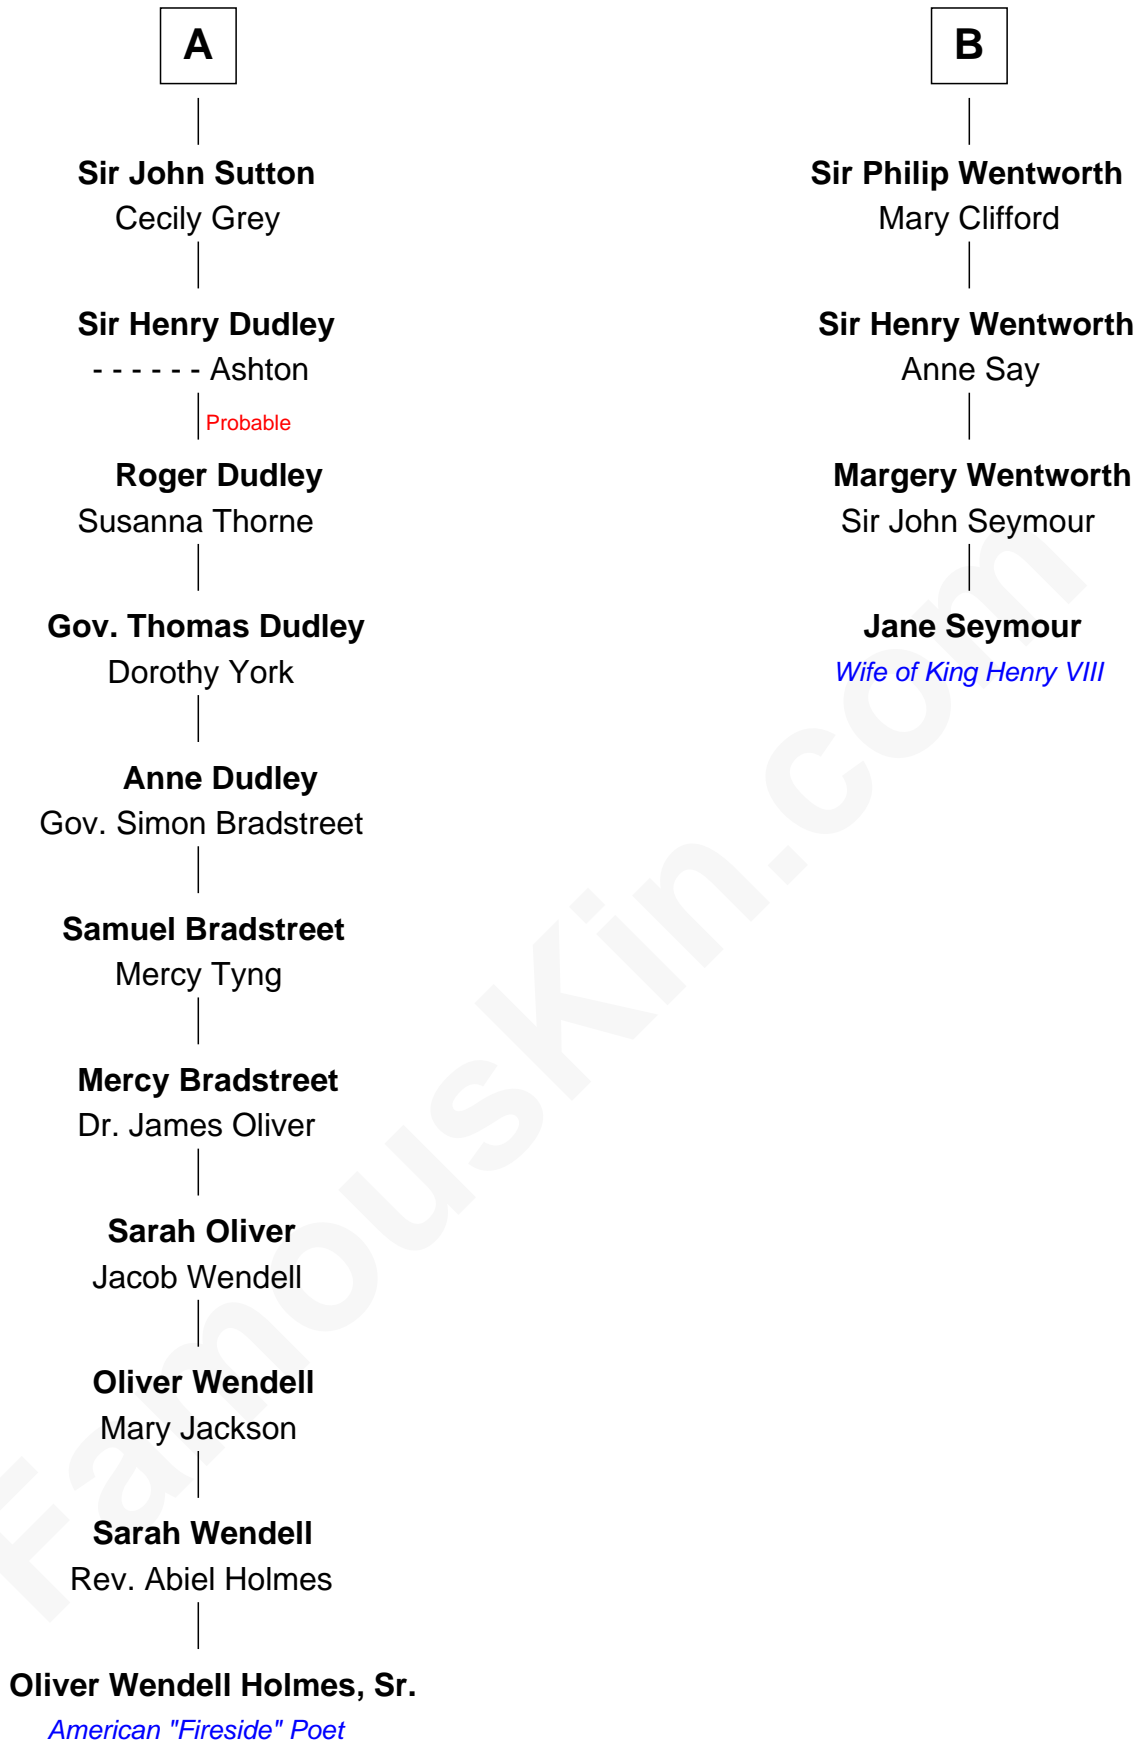 A
Sir John Sutton
Cecily Grey
Sir Henry Dudley
- - - - - - Ashton
Probable
Roger Dudley
Susanna Thorne
Gov. Thomas Dudley
Dorothy York
Anne Dudley
Gov. Simon Bradstreet
Samuel Bradstreet
Mercy Tyng
Mercy Bradstreet
Dr. James Oliver
Sarah Oliver
Jacob Wendell
Oliver Wendell
Mary Jackson
Sarah Wendell
Rev. Abiel Holmes
Oliver Wendell Holmes, Sr.
American "Fireside" Poet
B
Sir Philip Wentworth
Mary Clifford
Sir Henry Wentworth
Anne Say
Margery Wentworth
Sir John Seymour
Jane Seymour
Wife of King Henry VIII
FamousKin.com